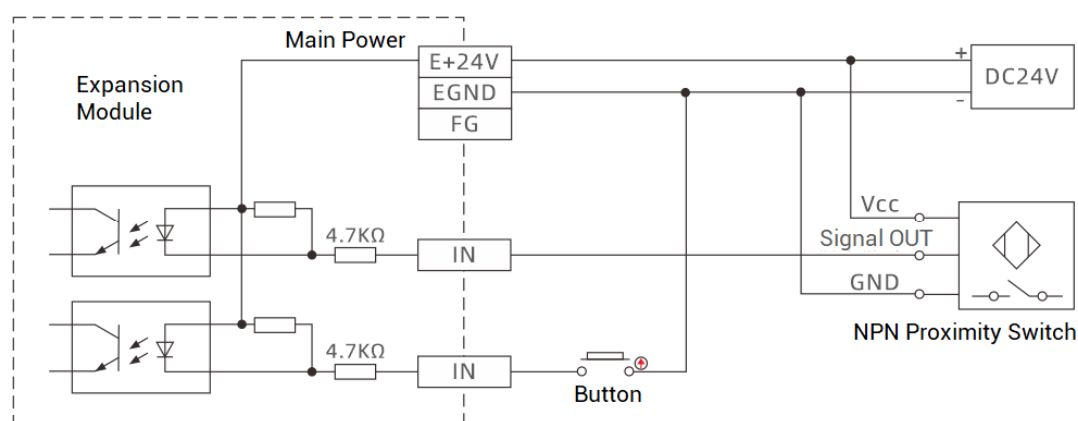 Main Power
E+24V
EGND
FG
+
DC24V
−
Expansion
Module
Vcc
Signal OUT
GND
4.7KΩ
IN
NPN Proximity Switch
4.7KΩ
IN
Button